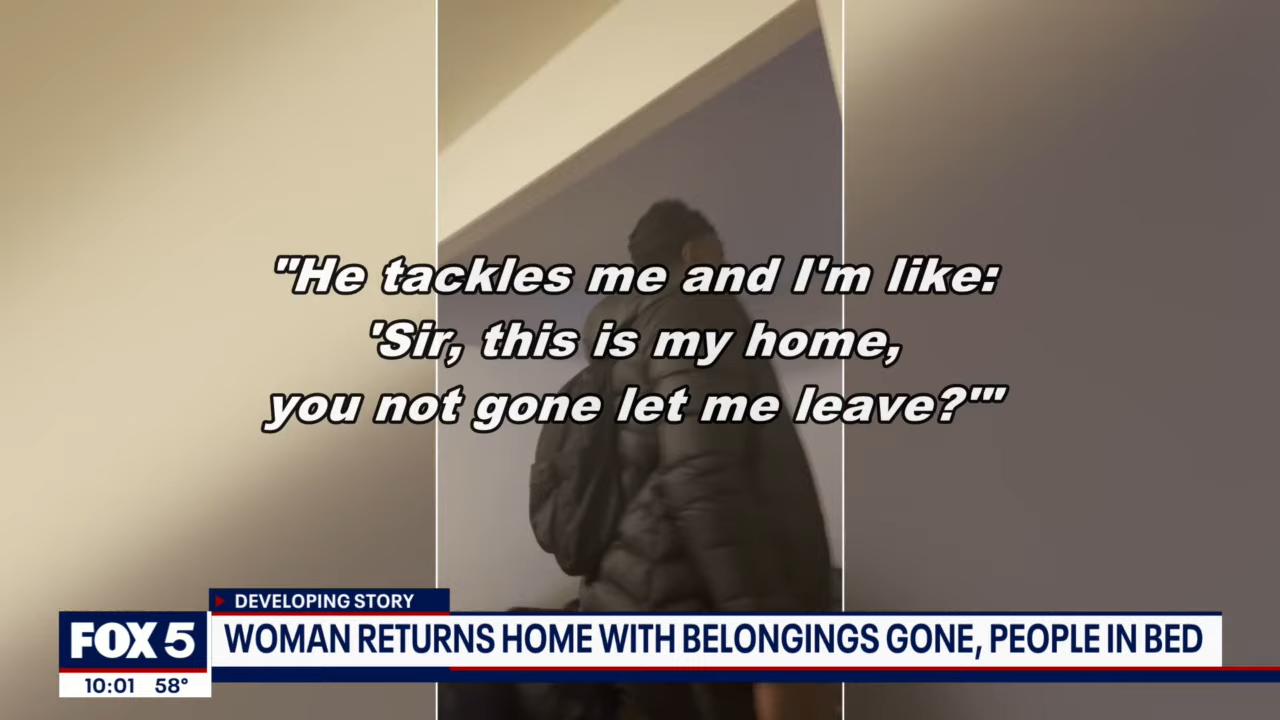 "He tackles me and I'm like:
'Sir, this is my home,
you not gone let me leave?'"
DEVELOPING STORY
FOX 5
WOMAN RETURNS HOME WITH BELONGINGS GONE, PEOPLE IN BED
10:01 58°